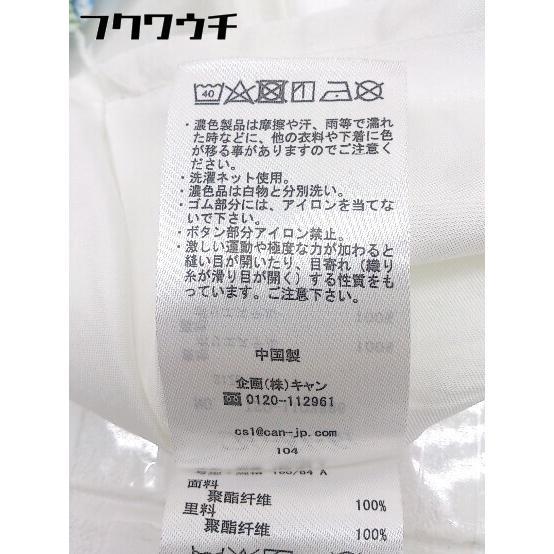 フクワウチ
40
・濃色製品は摩擦や汗、雨等で濡れ
た時などに、他の衣料や下着に色
が移る事がありますのでご注意く
ださい。
・洗濯ネット使用。
・濃色品は白物と分別洗い。
・ゴム部分には、アイロンを当てな
いで下さい。
・ボタン部分アイロン禁止。
・激しい運動や極度な力が加わると
縫い目が開いたり、目寄れ(織り
糸が滑り目が開く)する性質をも
っています。ご注意下さい。
中国製
企画(株)キャン
0120-112961
cs1@can-jp.com
104
面料
聚酯纤维 100%
里料
聚酯纤维 100%